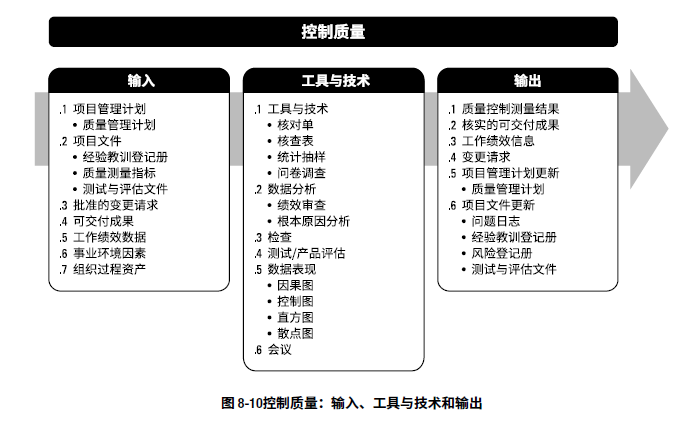 控制质量
输入
.1 项目管理计划
• 质量管理计划
.2 项目文件
• 经验教训登记册
• 质量测量指标
• 测试与评估文件
.3 批准的变更请求
.4 可交付成果
.5 工作绩效数据
.6 事业环境因素
.7 组织过程资产
工具与技术
.1 工具与技术
• 核对单
• 核查表
• 统计抽样
• 问卷调查
.2 数据分析
• 绩效审查
• 根本原因分析
.3 检查
.4 测试/产品评估
.5 数据表现
• 因果图
• 控制图
• 直方图
• 散点图
.6 会议
输出
.1 质量控制测量结果
.2 核实的可交付成果
.3 工作绩效信息
.4 变更请求
.5 项目管理计划更新
• 质量管理计划
.6 项目文件更新
• 问题日志
• 经验教训登记册
• 风险登记册
• 测试与评估文件
图 8-10控制质量：输入、工具与技术和输出